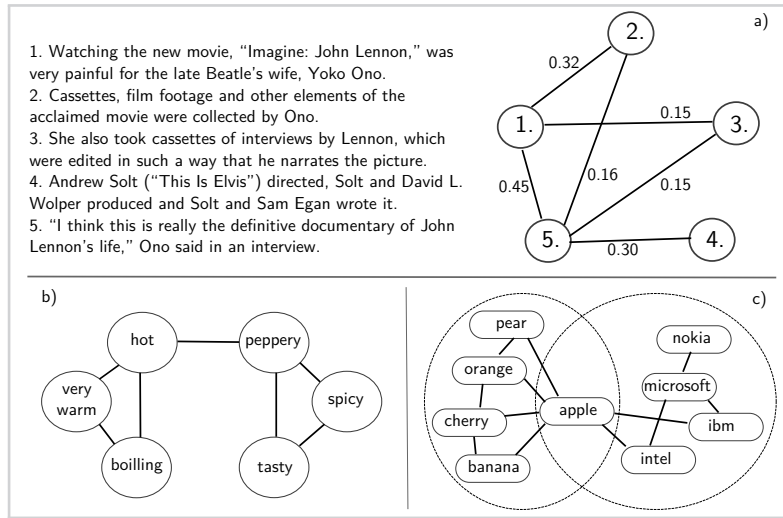 a)
1. Watching the new movie, “Imagine: John Lennon,” was
very painful for the late Beatle’s wife, Yoko Ono.
2. Cassettes, film footage and other elements of the
acclaimed movie were collected by Ono.
3. She also took cassettes of interviews by Lennon, which
were edited in such a way that he narrates the picture.
4. Andrew Solt (“This Is Elvis”) directed, Solt and David L.
Wolper produced and Solt and Sam Egan wrote it.
5. “I think this is really the definitive documentary of John
Lennon’s life,” Ono said in an interview.
2.
0.32
1.
0.15
3.
0.45
0.16
0.15
5.
0.30
4.
b)
hot
peppery
very
warm
spicy
boilling
tasty
c)
pear
nokia
orange
microsoft
apple
cherry
ibm
banana
intel